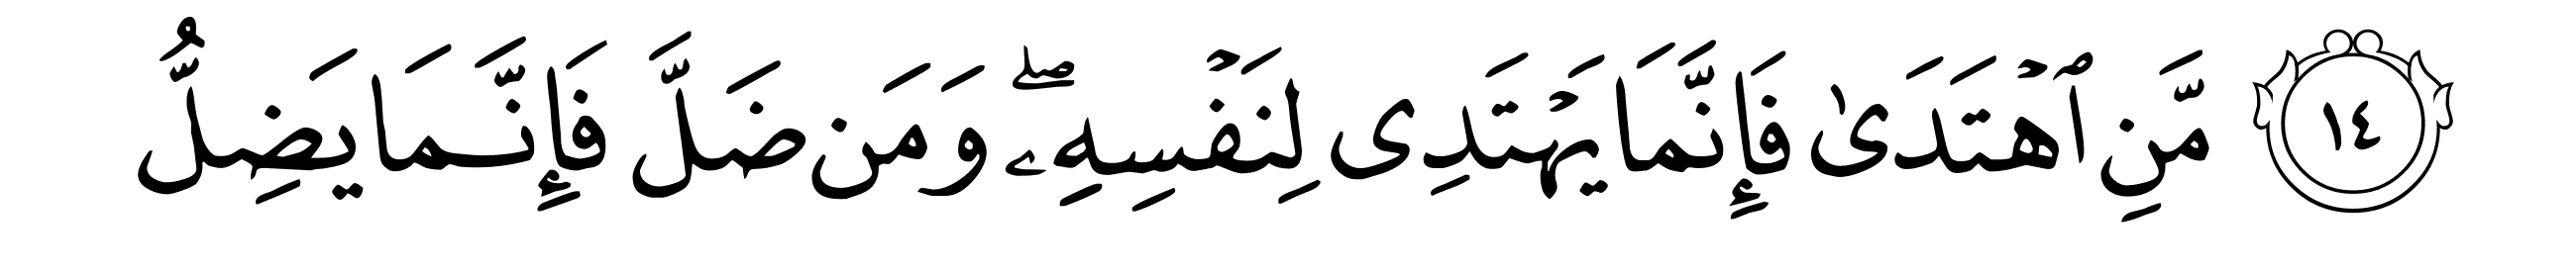 ١٤ مَّنِ ٱهۡتَدَىٰ فَإِنَّمَا يَهۡتَدِى لِنَفۡسِهِۦۖ وَمَن ضَلَّ فَإِنَّمَا يَضِلُّ